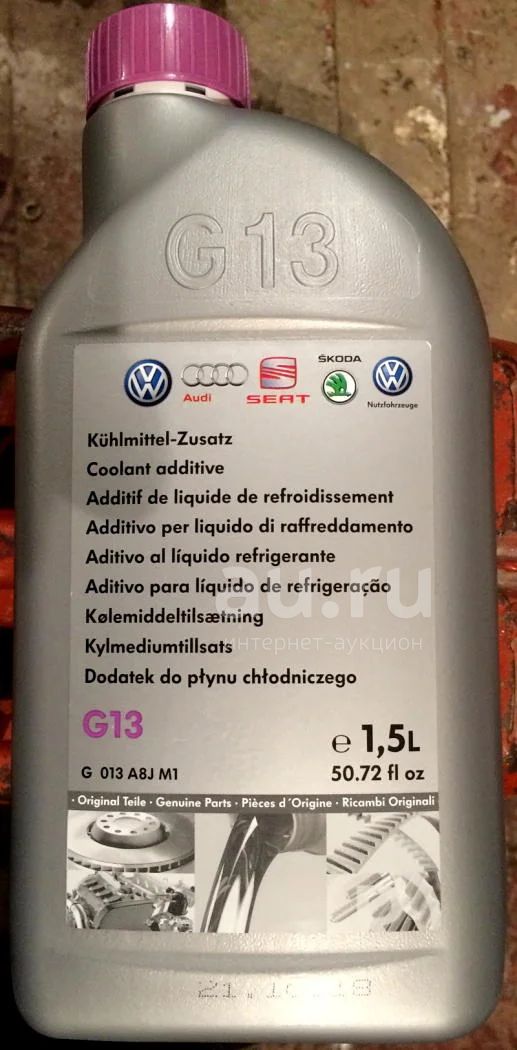 G13
ŠKODA
Audi
SEAT
Nutzfahrzeuge
Kühlmittel-Zusatz
Coolant additive
Additif de liquide de refroidissement
Additivo per liquido di raffreddamento
Aditivo al líquido refrigerante
Aditivo para líquido de refrigeração
Kølemiddeltilsætning
Kylmediumtillsats
Dodatek do płynu chłodniczego
au.ru
интернет-аукцион
G13
G 013 A8J M1
e 1,5L
50.72 fl oz
· Original Teile · Genuine Parts · Pièces d´Origine · Ricambi Originali